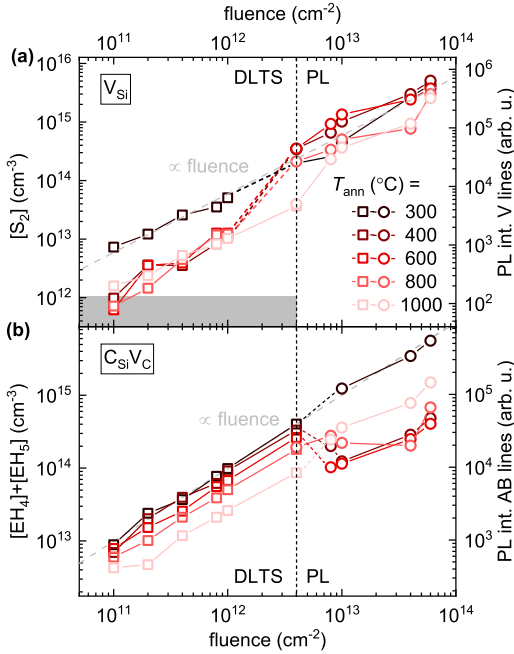 fluence (cm⁻²)
10¹¹ 10¹² 10¹³ 10¹⁴
(a)
V_Si
DLTS PL
∝ fluence
[S₂] (cm⁻³)
10¹⁶
10¹⁵
10¹⁴
10¹³
10¹²
PL int. V lines (arb. u.)
10⁶
10⁵
10⁴
10³
10²
T_ann (°C) =
300
400
600
800
1000
(b)
C_SiV_C
∝ fluence
[EH₄]+[EH₅] (cm⁻³)
10¹⁵
10¹⁴
10¹³
PL int. AB lines (arb. u.)
10⁵
10⁴
10³
DLTS PL
10¹¹ 10¹² 10¹³ 10¹⁴
fluence (cm⁻²)